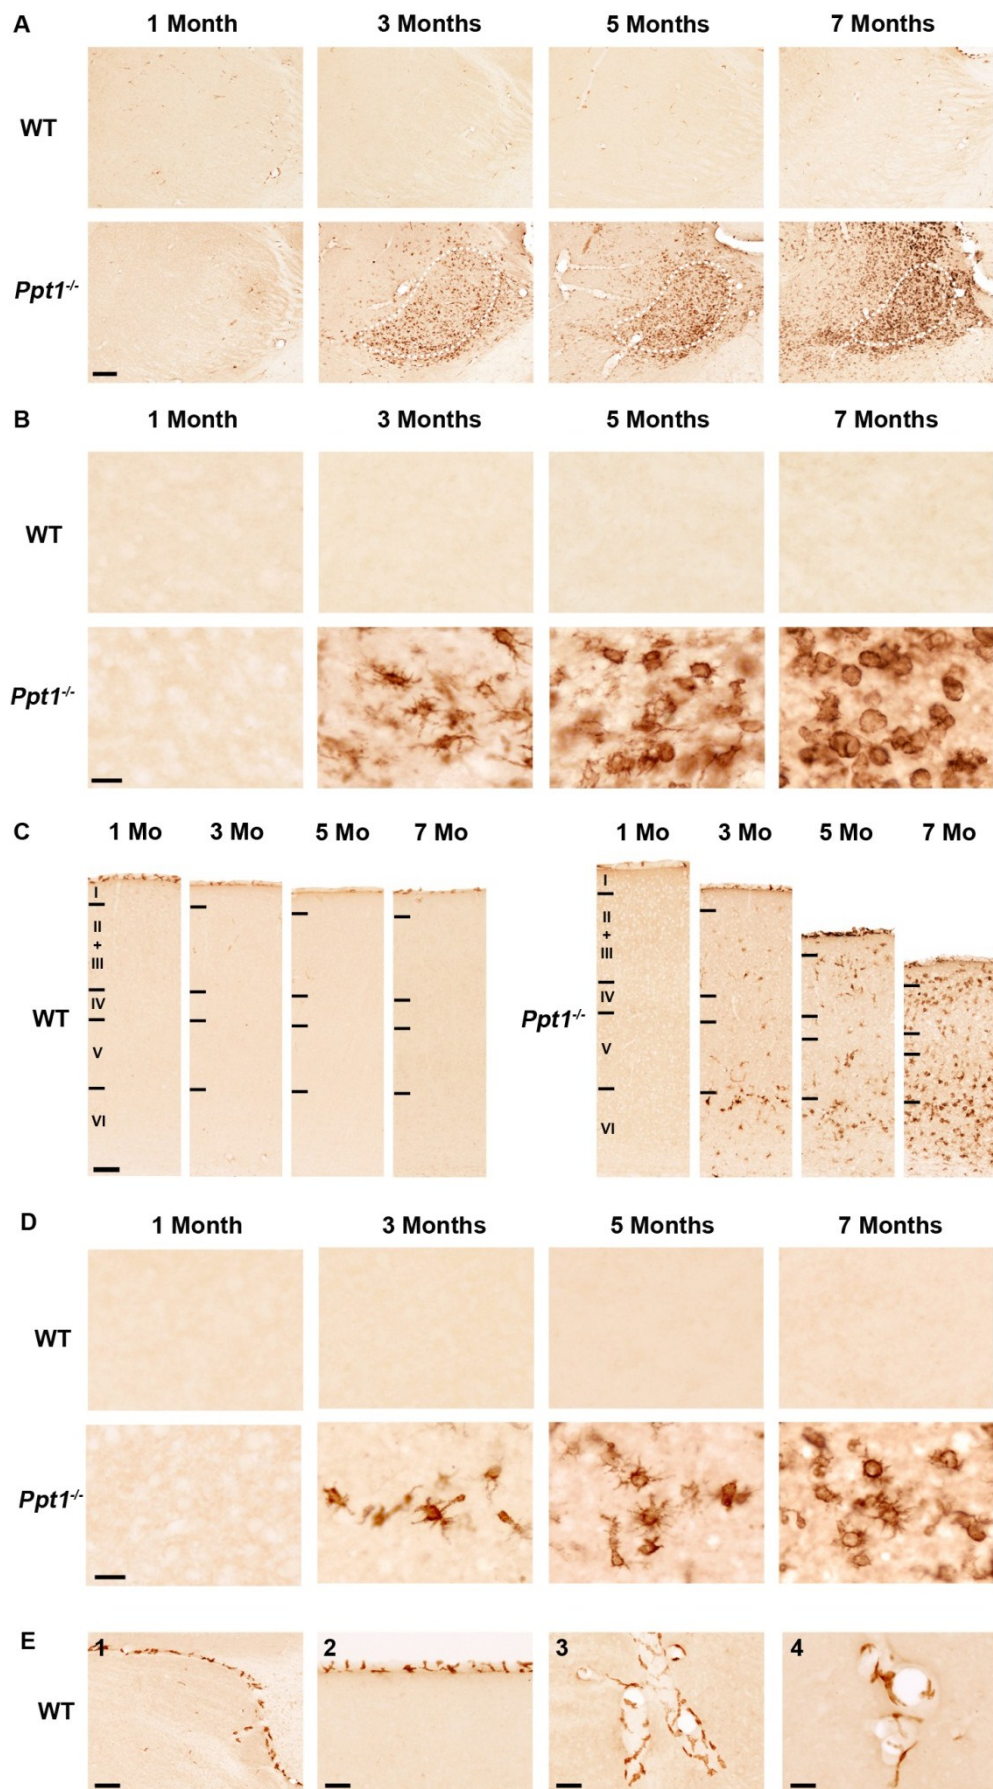 A 1 Month 3 Months 5 Months 7 Months
WT
Ppt1-/-
B 1 Month 3 Months 5 Months 7 Months
WT
Ppt1-/-
C 1 Mo 3 Mo 5 Mo 7 Mo 1 Mo 3 Mo 5 Mo 7 Mo
I I
II II
+ +
III III
IV IV
WT Ppt1-/-
V V
VI VI
D 1 Month 3 Months 5 Months 7 Months
WT
Ppt1-/-
E 1 2 3 4
WT